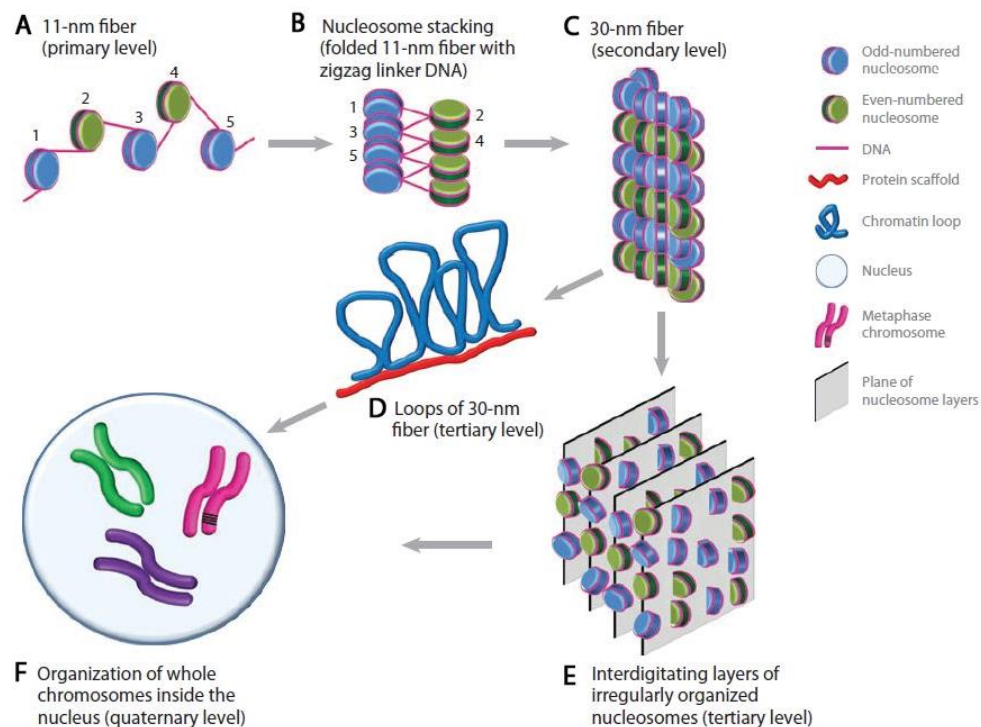 A 11-nm fiber
(primary level)
1
2
3
4
5
B Nucleosome stacking
(folded 11-nm fiber with
zigzag linker DNA)
1
3
5
2
4
C 30-nm fiber
(secondary level)
Odd-numbered
nucleosome
Even-numbered
nucleosome
DNA
Protein scaffold
Chromatin loop
Nucleus
Metaphase
chromosome
Plane of
nucleosome layers
D Loops of 30-nm
fiber (tertiary level)
F Organization of whole
chromosomes inside the
nucleus (quaternary level)
E Interdigitating layers of
irregularly organized
nucleosomes (tertiary level)